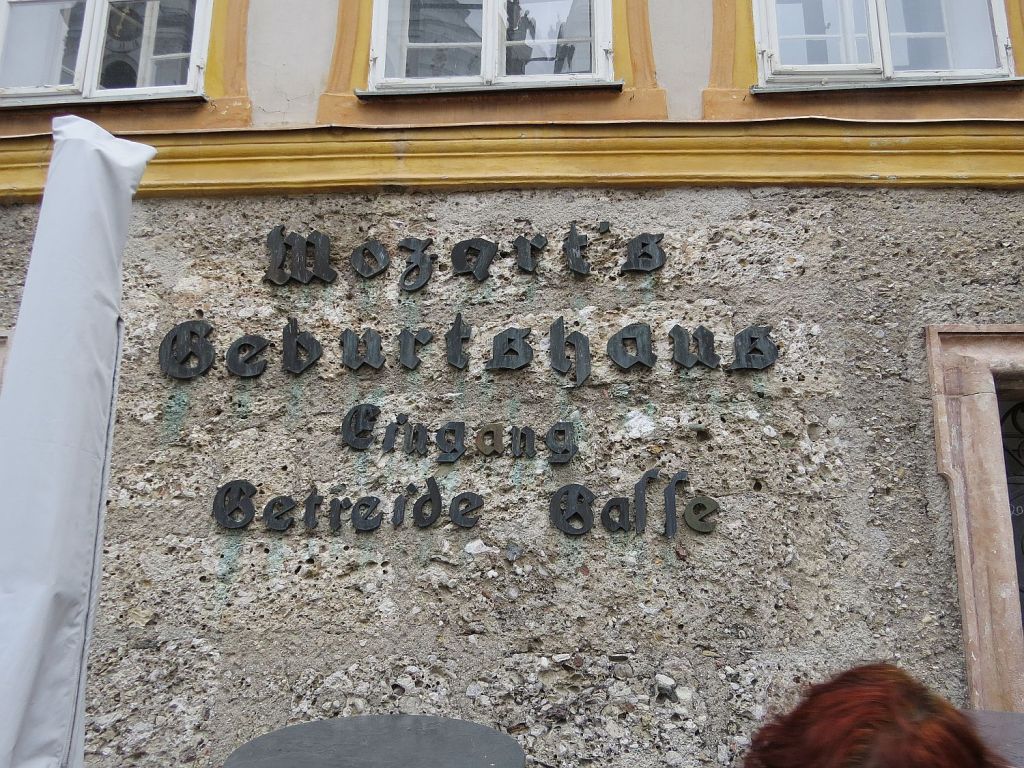 Mozart's
Geburtshaus
Eingang
Getreide Gasse